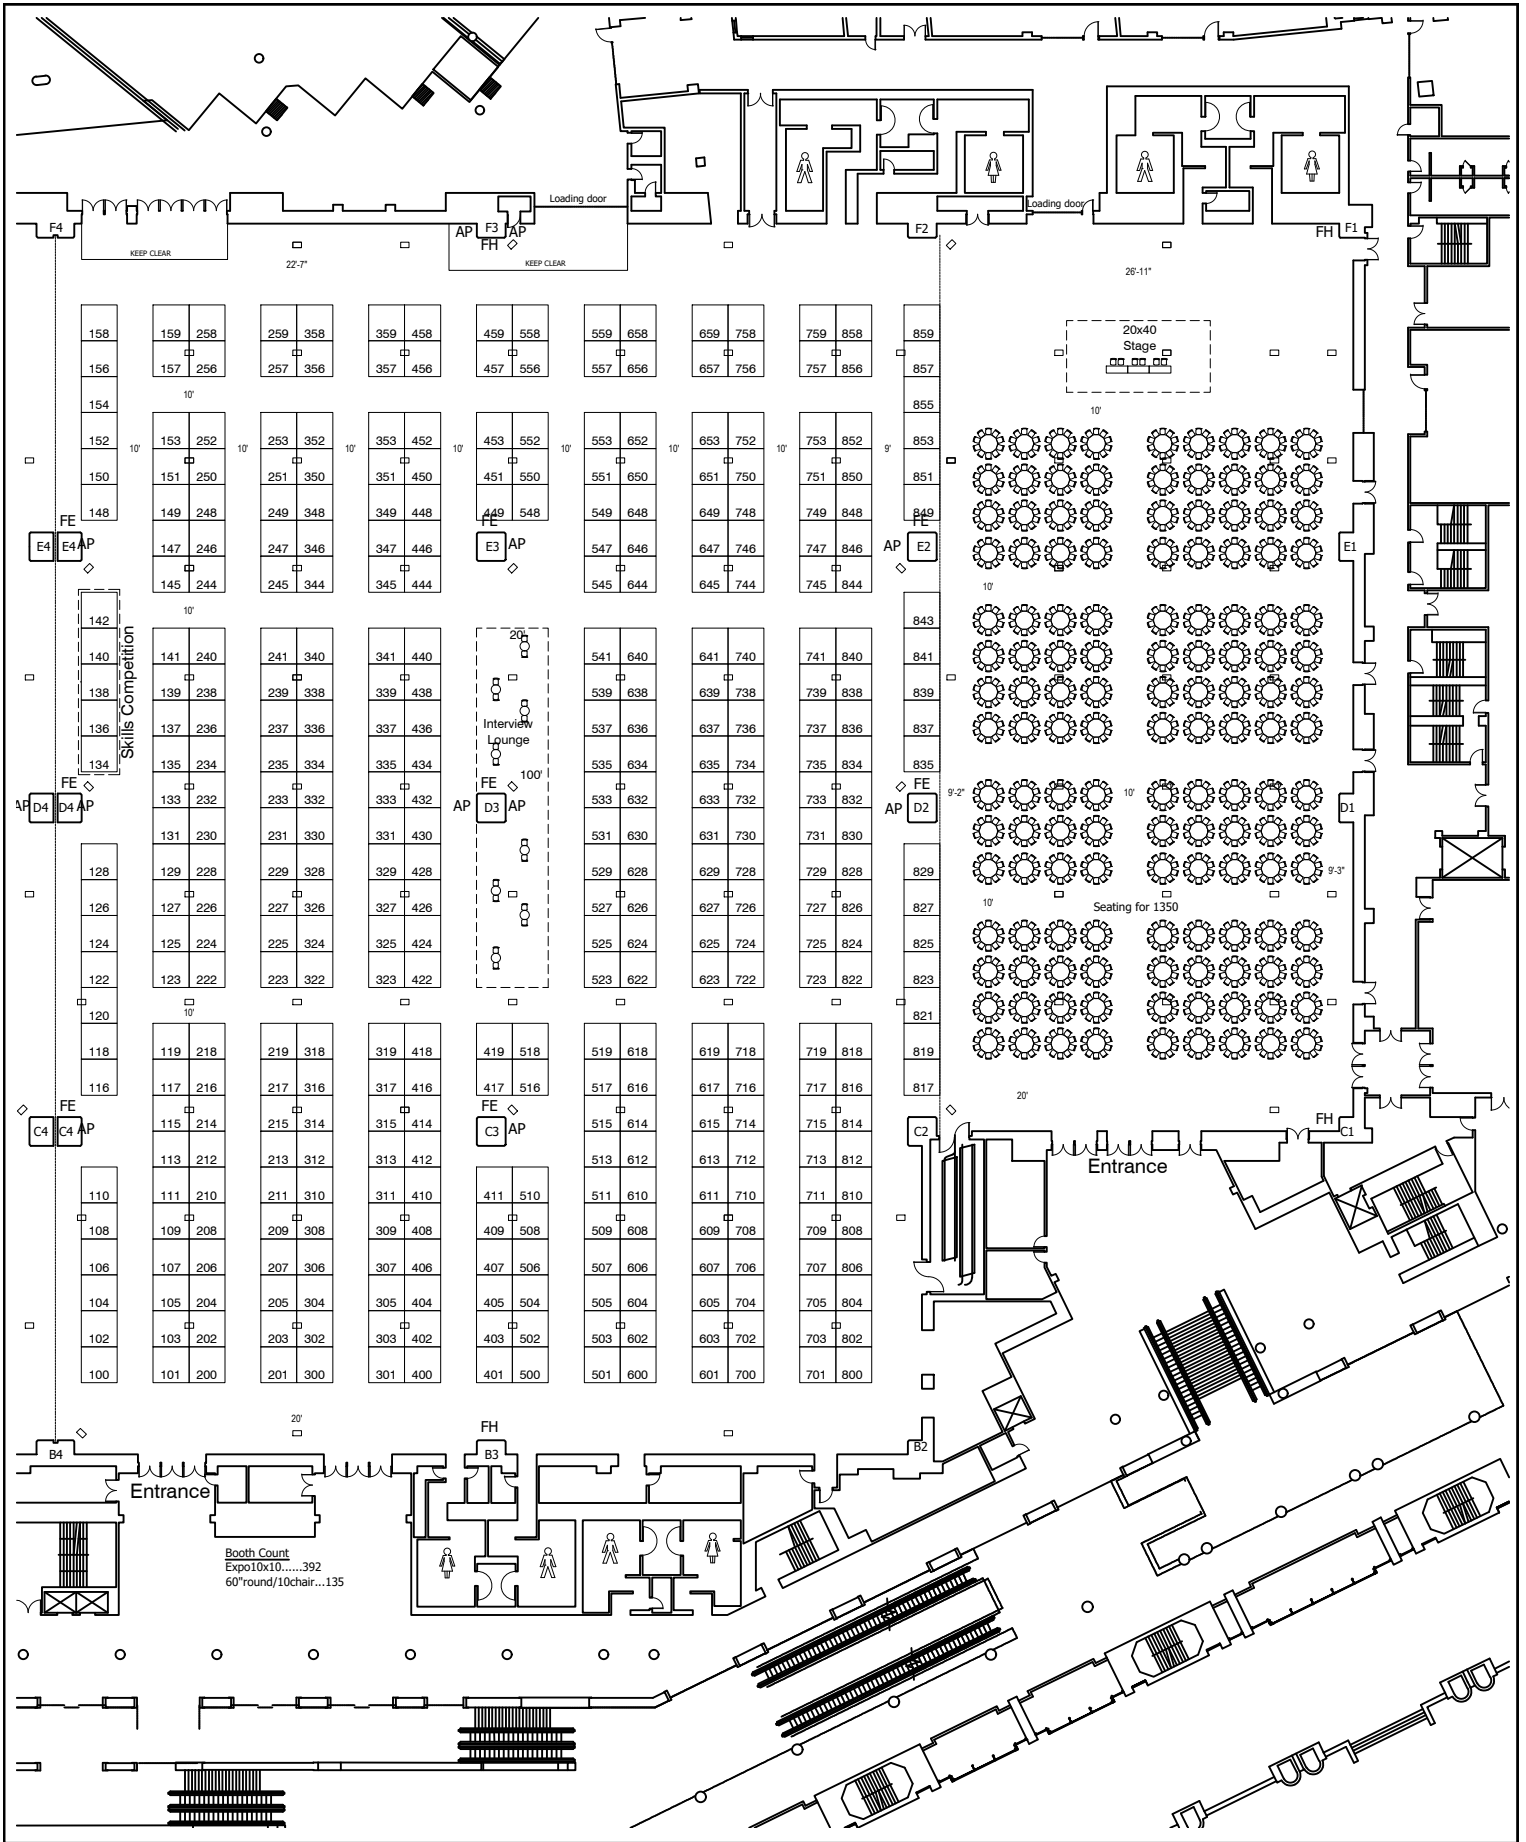 Loading door
Loading door
F4
AP
F3
AP
FH
F2
FH
F1
KEEP CLEAR
KEEP CLEAR
22'-7"
26'-11"
158 159 258 259 358 359 458 459 558 559 658 659 758 759 858 859
20x40
Stage
156 157 256 257 356 357 456 457 556 557 656 657 756 757 856 857
154 10' 855 10'
152 153 252 253 352 353 452 453 552 553 652 653 752 753 852 853
10' 10' 10' 10' 10' 10' 10' 9'
150 151 250 251 350 351 450 451 550 551 650 651 750 751 850 851
148 149 248 249 348 349 448 449 548 549 648 649 748 749 848 849
FE FE FE
E4 E4 AP 147 246 247 346 347 446 E3 AP 547 646 647 746 747 846 AP E2 E1
145 244 245 344 345 444 545 644 645 744 745 844
10' 10'
142 843
Skills Competition
20'
140 141 240 241 340 341 440 541 640 641 740 741 840 841
138 139 238 239 338 339 438 539 638 639 738 739 838 839
136 137 236 237 336 337 436 537 636 637 736 737 836 837
Interview
Lounge
134 135 234 235 334 335 434 535 634 635 734 735 834 835
FE FE 100' FE
AP D4 D4 AP 133 232 233 332 333 432 AP D3 AP 533 632 633 732 733 832 AP D2 9'-2" 10' D1
131 230 231 330 331 430 531 630 631 730 731 830
128 129 228 229 328 329 428 529 628 629 728 729 828 829 9'-3"
126 127 226 227 326 327 426 527 626 627 726 727 826 827 10'
Seating for 1350
124 125 224 225 324 325 424 525 624 625 724 725 824 825
122 123 222 223 322 323 422 523 622 623 722 723 822 823
120 10' 821
118 119 218 219 318 319 418 419 518 519 618 619 718 719 818 819
116 117 216 217 316 317 416 417 516 517 616 617 716 717 816 817
20'
FE FE FH
C4 C4 AP 115 214 215 314 315 414 C3 AP 515 614 615 714 715 814 C2 C1
113 212 213 312 313 412 513 612 613 712 713 812
Entrance
110 111 210 211 310 311 410 411 510 511 610 611 710 711 810
108 109 208 209 308 309 408 409 508 509 608 609 708 709 808
106 107 206 207 306 307 406 407 506 507 606 607 706 707 806
104 105 204 205 304 305 404 405 504 505 604 605 704 705 804
102 103 202 203 302 303 402 403 502 503 602 603 702 703 802
100 101 200 201 300 301 400 401 500 501 600 601 700 701 800
20'
FH
B4 B3 B2
Entrance
Booth Count
Expo10x10......392
60"round/10chair...135